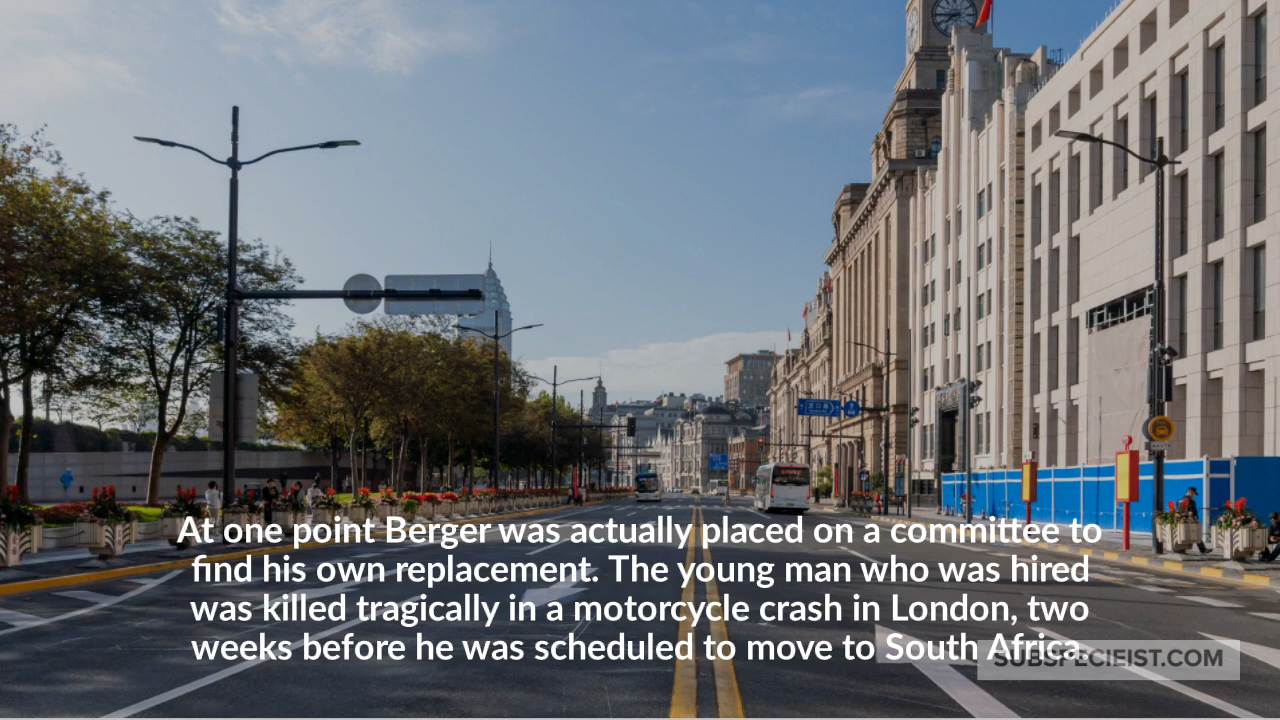 At one point Berger was actually placed on a committee to
find his own replacement. The young man who was hired
was killed tragically in a motorcycle crash in London, two
weeks before he was scheduled to move to South Africa.
SUBSPECIEIST.COM